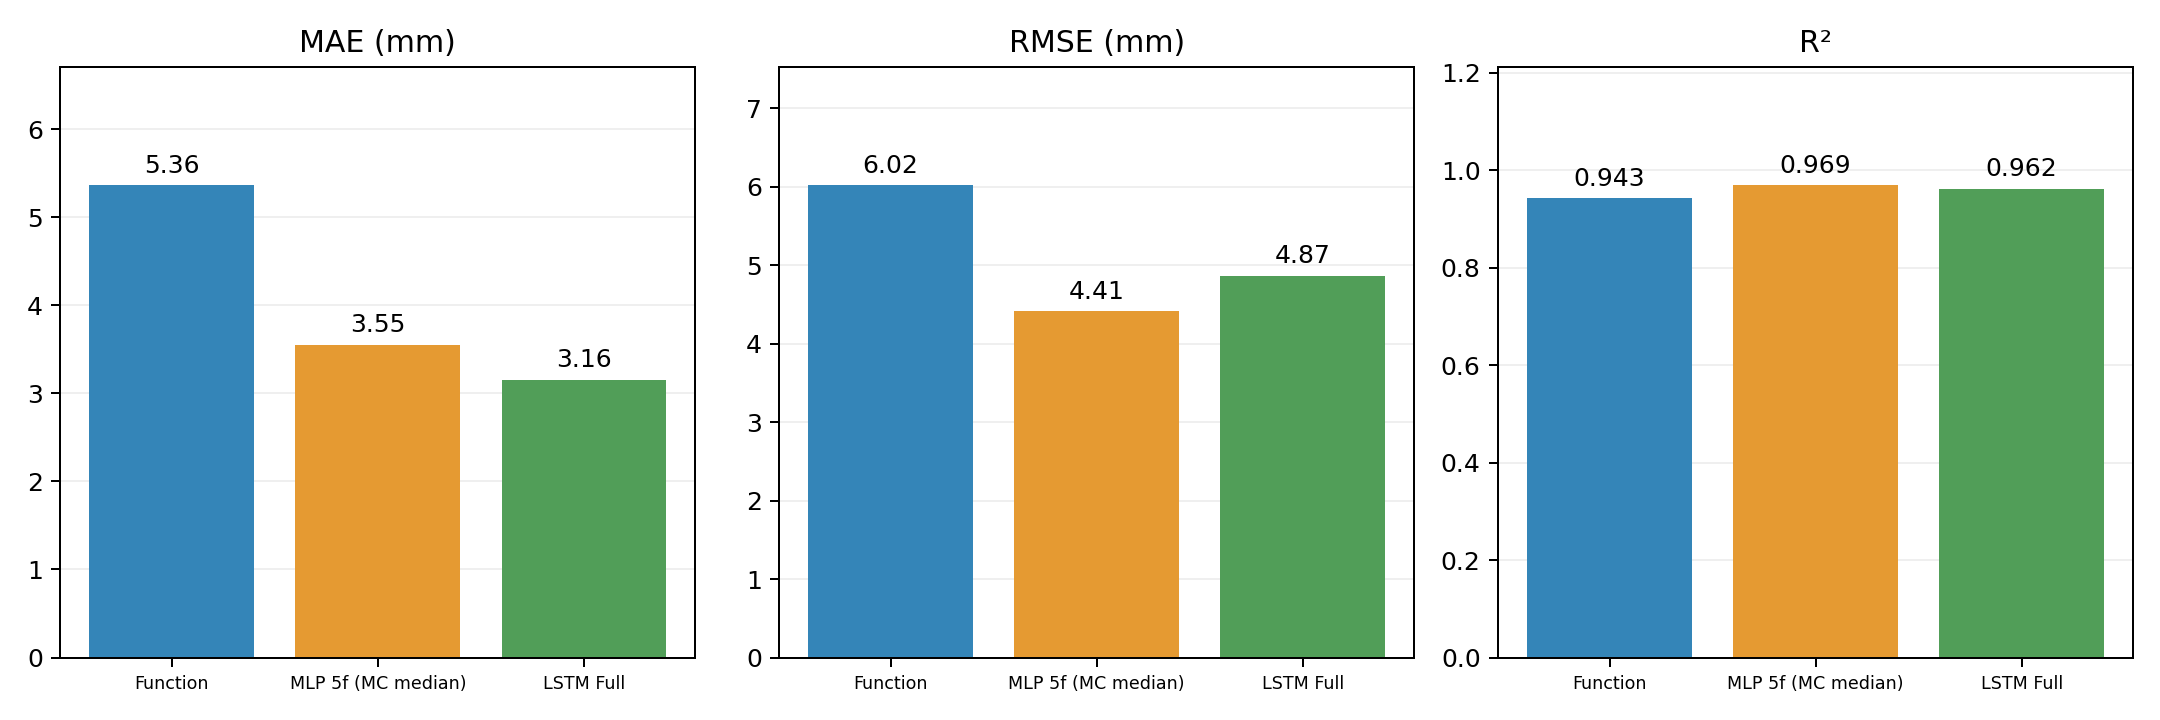 MAE (mm)
6
5
4
3
2
1
0
5.36
3.55
3.16
Function
MLP 5f (MC median)
LSTM Full
RMSE (mm)
7
6
5
4
3
2
1
0
6.02
4.41
4.87
Function
MLP 5f (MC median)
LSTM Full
R²
1.2
1.0
0.8
0.6
0.4
0.2
0.0
0.943
0.969
0.962
Function
MLP 5f (MC median)
LSTM Full